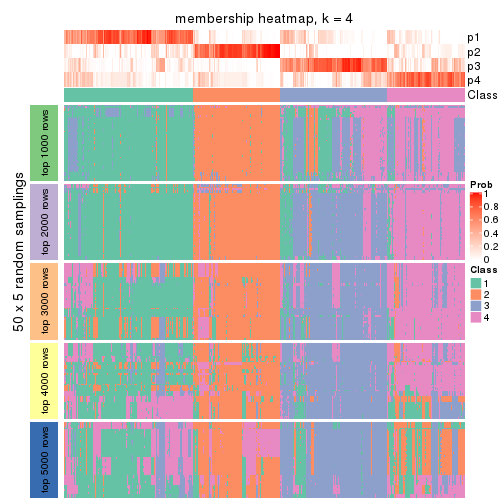 membership heatmap, k = 4
p1
p2
p3
p4
Class
50 x 5 random samplings
top 1000 rows
top 2000 rows
top 3000 rows
top 4000 rows
top 5000 rows
Prob
1
0.8
0.6
0.4
0.2
0
Class
1
2
3
4